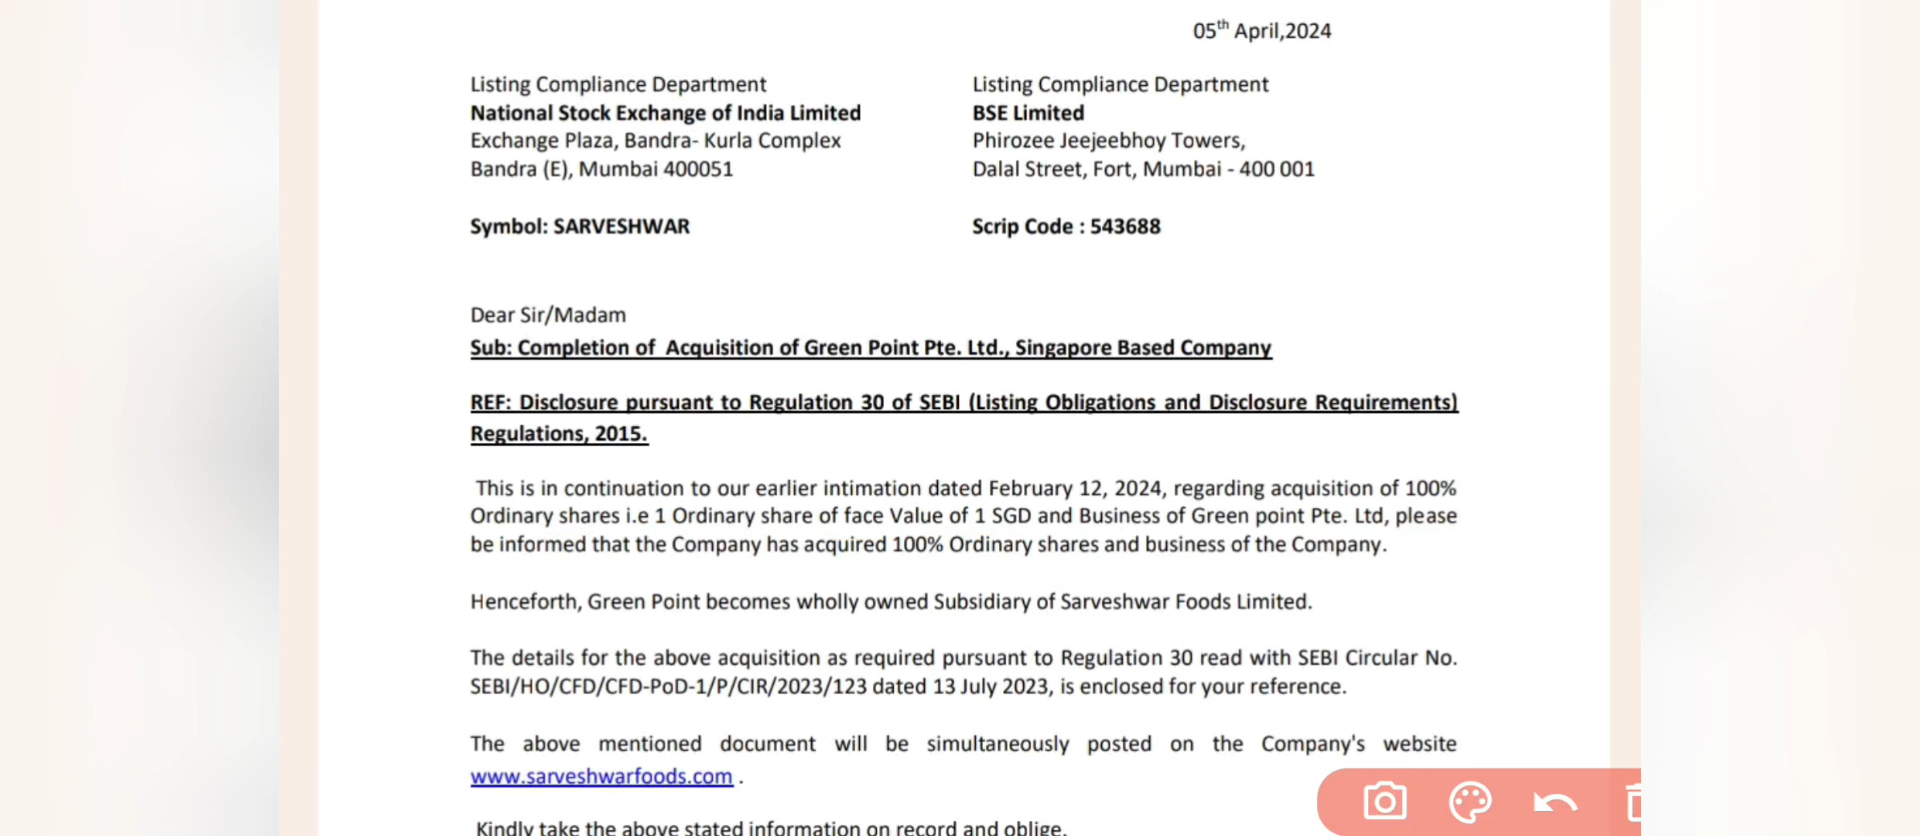 05th April,2024
Listing Compliance Department
National Stock Exchange of India Limited
Exchange Plaza, Bandra- Kurla Complex
Bandra (E), Mumbai 400051
Symbol: SARVESHWAR
Listing Compliance Department
BSE Limited
Phirozee Jeejeebhoy Towers,
Dalal Street, Fort, Mumbai - 400 001
Scrip Code : 543688
Dear Sir/Madam
Sub: Completion of Acquisition of Green Point Pte. Ltd., Singapore Based Company
REF: Disclosure pursuant to Regulation 30 of SEBI (Listing Obligations and Disclosure Requirements)
Regulations, 2015.
This is in continuation to our earlier intimation dated February 12, 2024, regarding acquisition of 100%
Ordinary shares i.e 1 Ordinary share of face Value of 1 SGD and Business of Green point Pte. Ltd, please
be informed that the Company has acquired 100% Ordinary shares and business of the Company.
Henceforth, Green Point becomes wholly owned Subsidiary of Sarveshwar Foods Limited.
The details for the above acquisition as required pursuant to Regulation 30 read with SEBI Circular No.
SEBI/HO/CFD/CFD-PoD-1/P/CIR/2023/123 dated 13 July 2023, is enclosed for your reference.
The above mentioned document will be simultaneously posted on the Company's website
www.sarveshwarfoods.com .
Kindly take the above stated information on record and oblige.